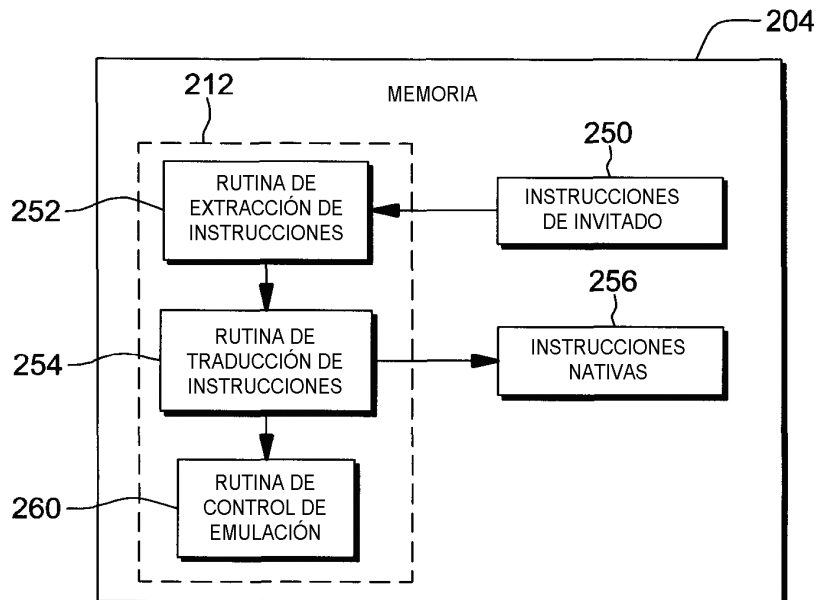 204
MEMORIA
212
252
RUTINA DE
EXTRACCIÓN DE
INSTRUCCIONES
250
INSTRUCCIONES
DE INVITADO
254
RUTINA DE
TRADUCCIÓN DE
INSTRUCCIONES
256
INSTRUCCIONES
NATIVAS
260
RUTINA DE
CONTROL DE
EMULACIÓN